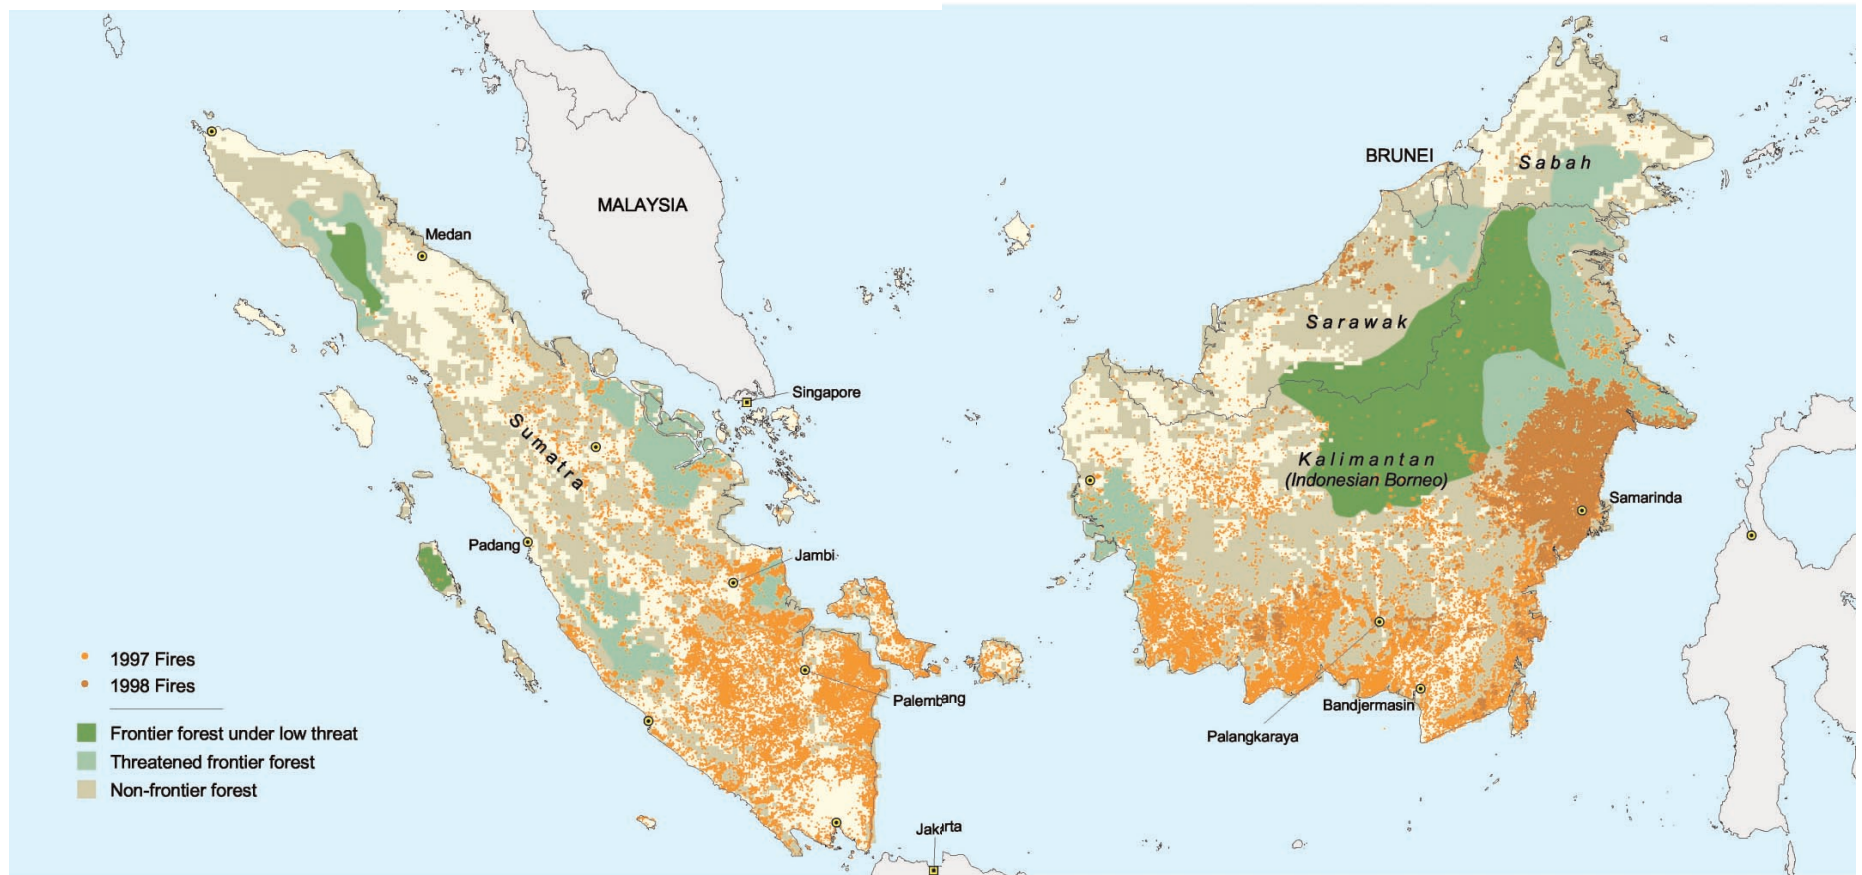 MALAYSIA
Medan
Singapore
Sumatra
Padang
Jambi
Palembang
Jakarta
1997 Fires
1998 Fires
Frontier forest under low threat
Threatened frontier forest
Non-frontier forest
BRUNEI
Sabah
Sarawak
Kalimantan
(Indonesian Borneo)
Samarinda
Bandjermasin
Palangkaraya